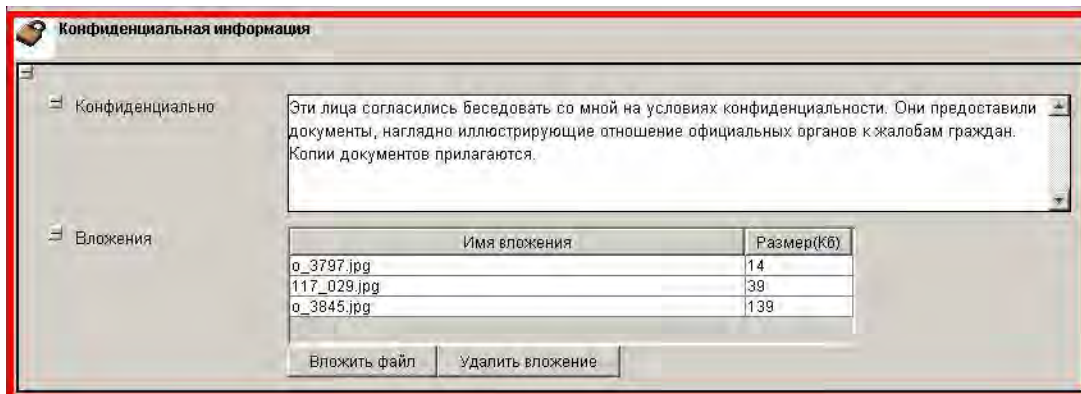 Конфиденциальная информация
Конфиденциально
Эти лица согласились беседовать со мной на условиях конфиденциальности. Они предоставили
документы, наглядно иллюстрирующие отношение официальных органов к жалобам граждан.
Копии документов прилагаются.
Вложения
Имя вложения Размер(Кб)
o_3797.jpg 14
117_029.jpg 39
o_3845.jpg 139
Вложить файл Удалить вложение